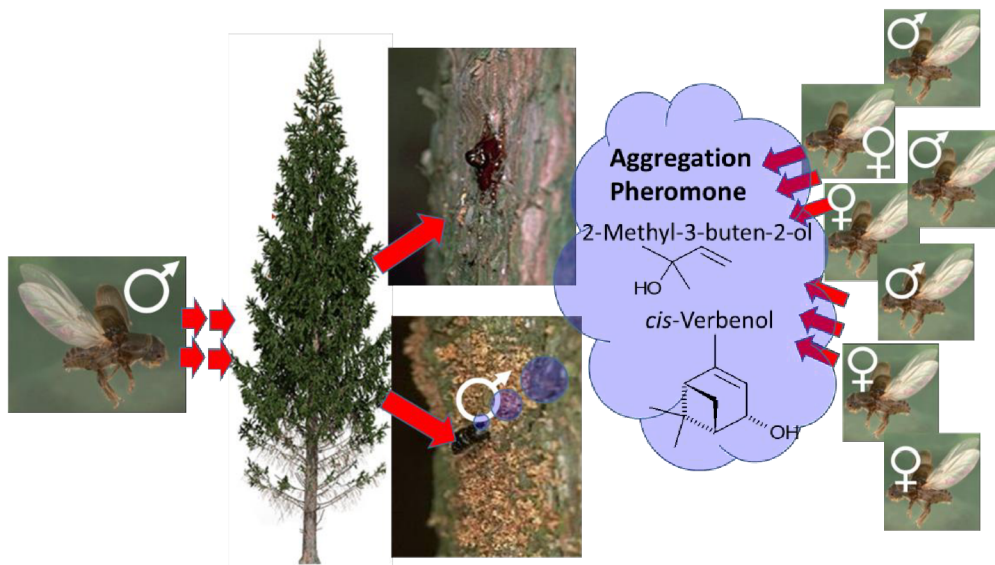 Aggregation
Pheromone
2-Methyl-3-buten-2-ol
HO
cis-Verbenol
OH